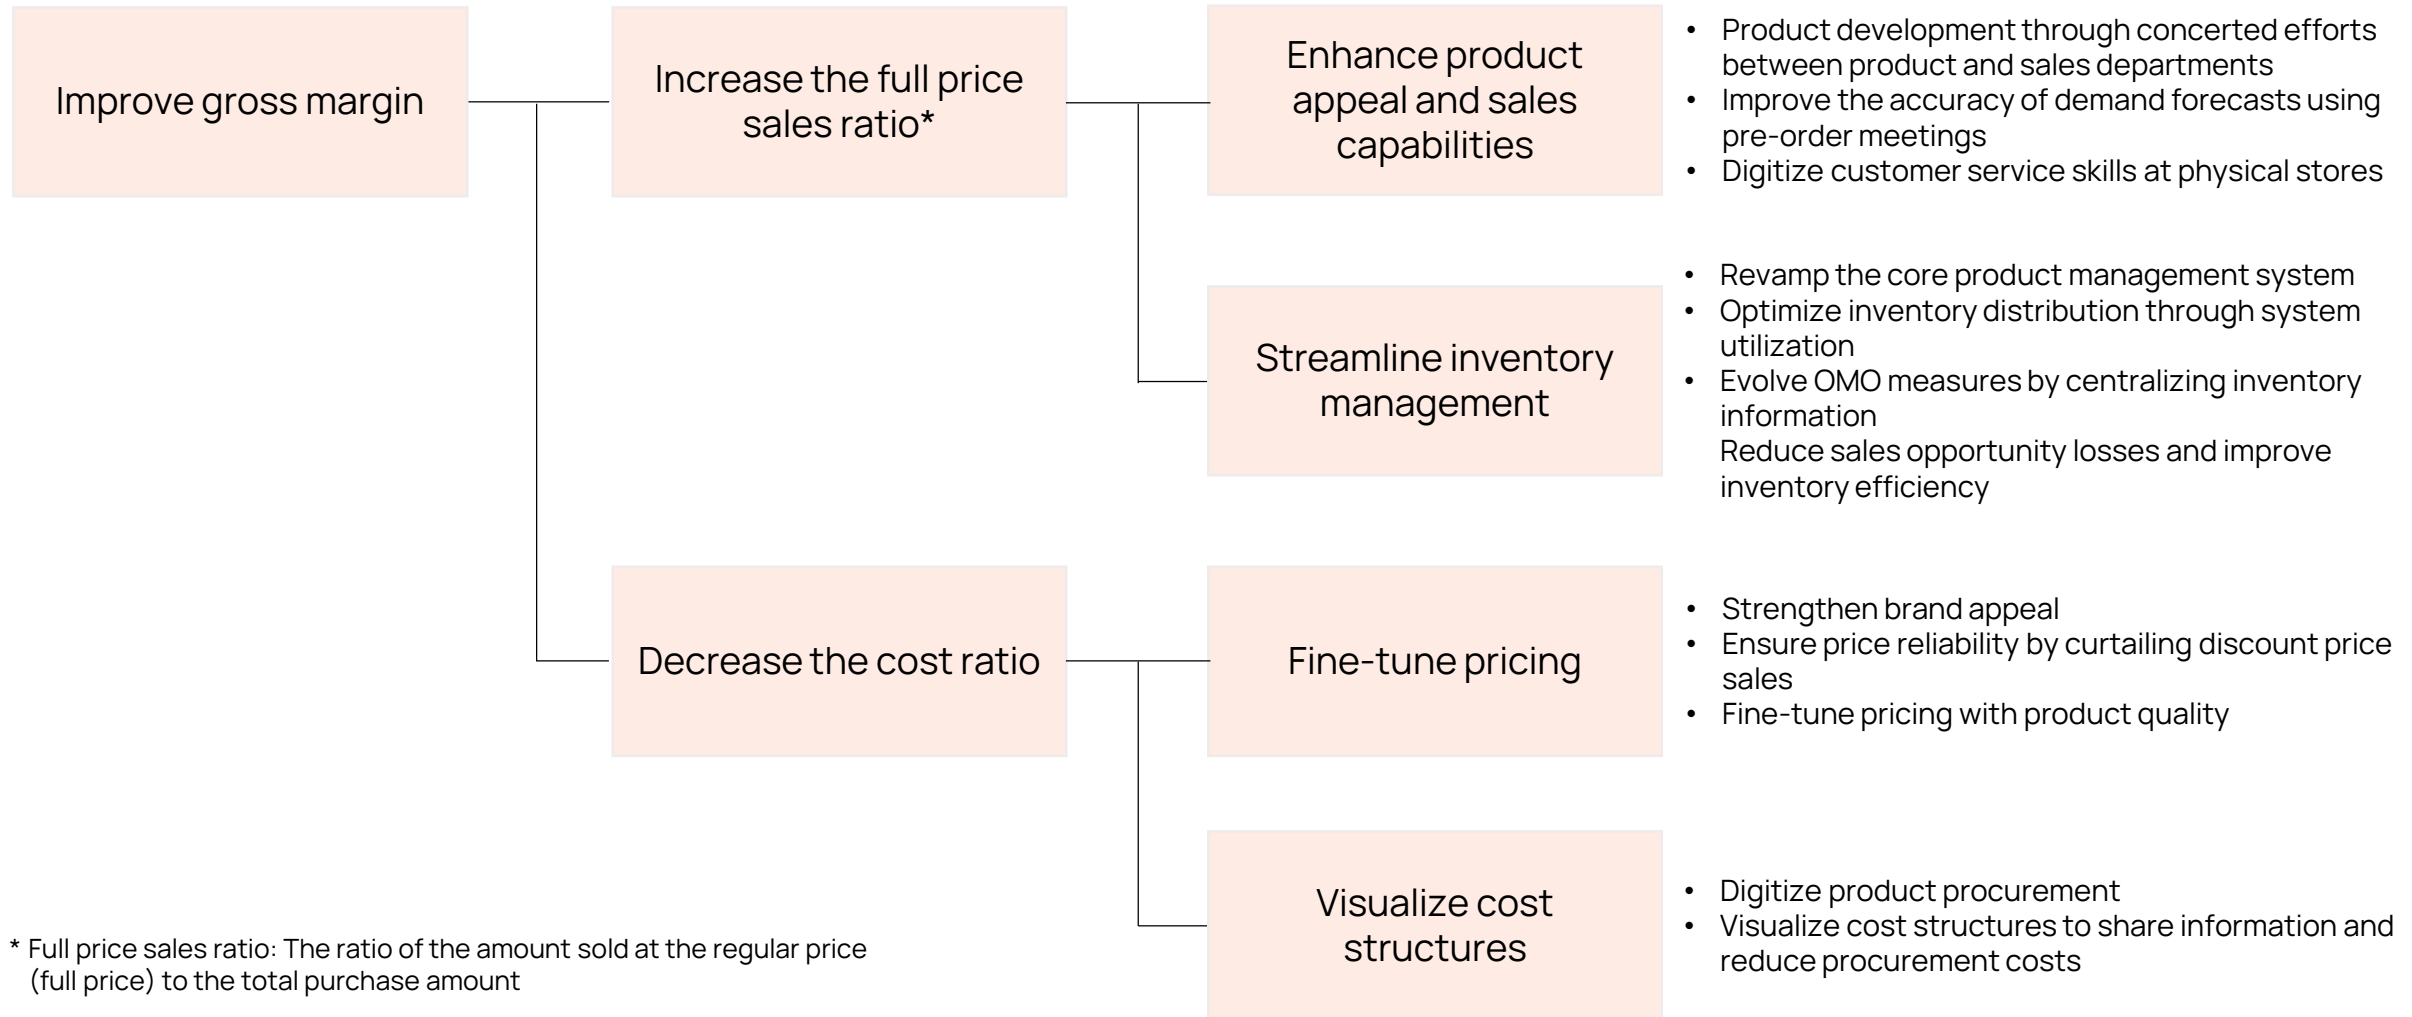 Improve gross margin
Increase the full price
sales ratio*
Enhance product
appeal and sales
capabilities
• Product development through concerted efforts
between product and sales departments
• Improve the accuracy of demand forecasts using
pre-order meetings
• Digitize customer service skills at physical stores
Streamline inventory
management
• Revamp the core product management system
• Optimize inventory distribution through system
utilization
• Evolve OMO measures by centralizing inventory
information
Reduce sales opportunity losses and improve
inventory efficiency
Decrease the cost ratio
Fine-tune pricing
• Strengthen brand appeal
• Ensure price reliability by curtailing discount price
sales
• Fine-tune pricing with product quality
Visualize cost
structures
• Digitize product procurement
• Visualize cost structures to share information and
reduce procurement costs
* Full price sales ratio: The ratio of the amount sold at the regular price
(full price) to the total purchase amount